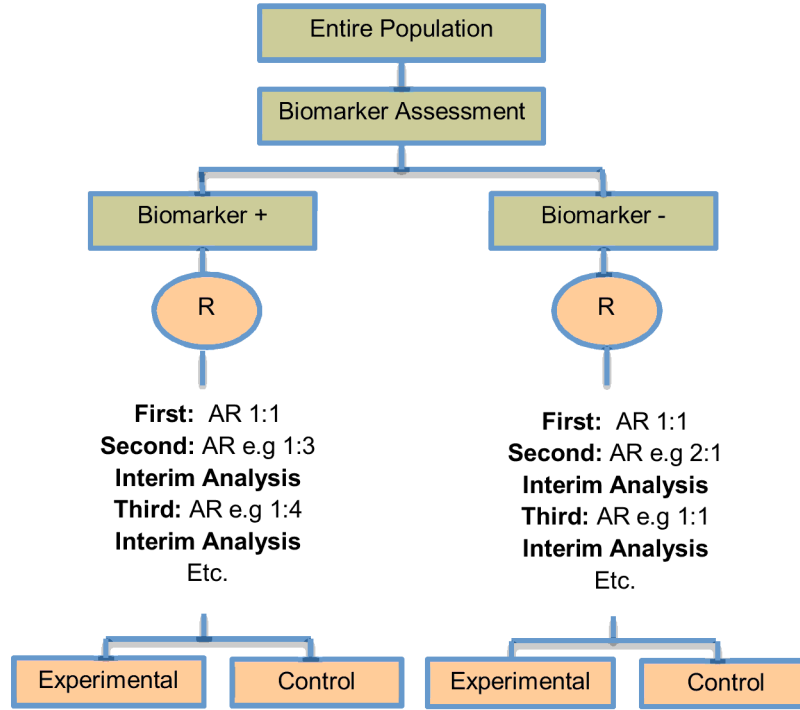 Entire Population
Biomarker Assessment
Biomarker +
Biomarker -
R
R
First: AR 1:1
Second: AR e.g 1:3
Interim Analysis
Third: AR e.g 1:4
Interim Analysis
Etc.
First: AR 1:1
Second: AR e.g 2:1
Interim Analysis
Third: AR e.g 1:1
Interim Analysis
Etc.
Experimental
Control
Experimental
Control